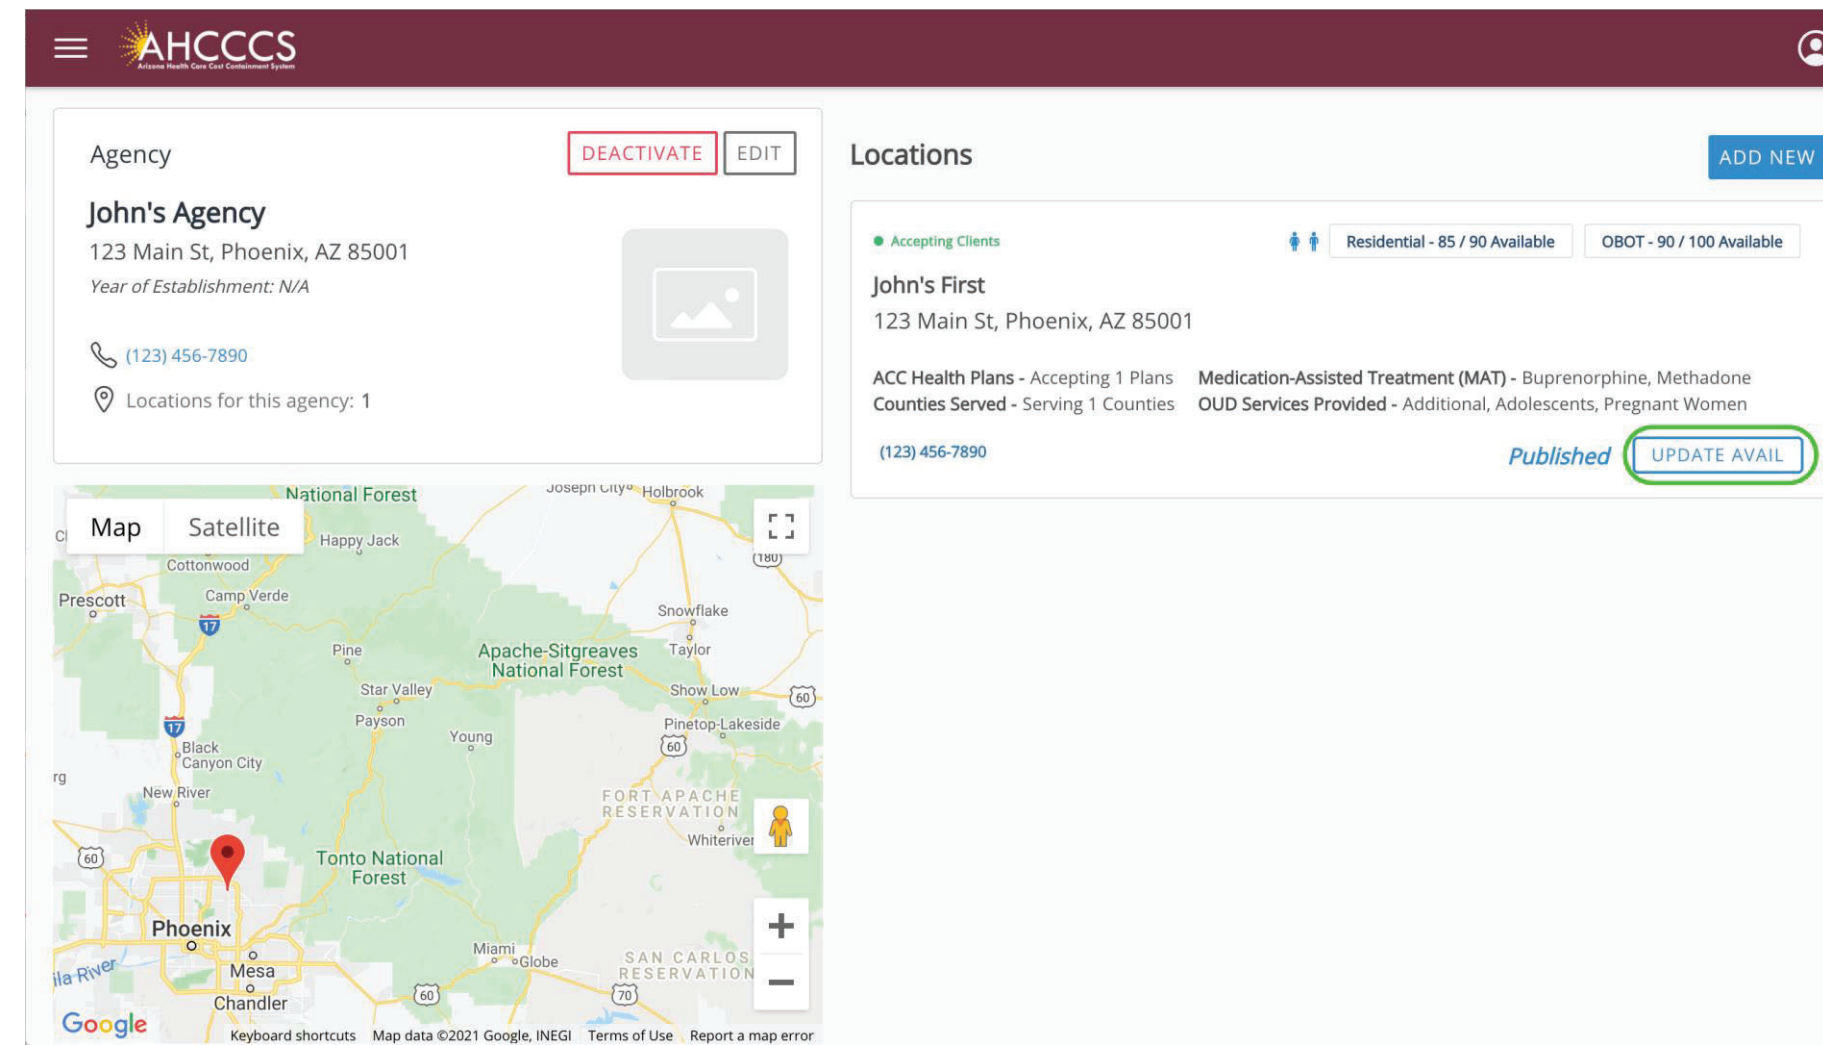 AHCCCS
Arizona Health Care Cost Containment System
Agency
DEACTIVATE
EDIT
John's Agency
123 Main St, Phoenix, AZ 85001
Year of Establishment: N/A
(123) 456-7890
Locations for this agency: 1
Locations
ADD NEW
Accepting Clients
Residential - 85 / 90 Available
OBOT - 90 / 100 Available
John's First
123 Main St, Phoenix, AZ 85001
ACC Health Plans - Accepting 1 Plans
Medication-Assisted Treatment (MAT) - Buprenorphine, Methadone
Counties Served - Serving 1 Counties
OUD Services Provided - Additional, Adolescents, Pregnant Women
(123) 456-7890
Published
UPDATE AVAIL
National Forest
Joseph City
Holbrook
Map
Satellite
Happy Jack
180
Cottonwood
Prescott
Camp Verde
Snowflake
17
Pine
Apache-Sitgreaves
National Forest
Taylor
Star Valley
Show Low
60
Payson
17
Young
Pinetop-Lakeside
60
Black
Canyon City
rg
New River
FORT APACHE
RESERVATION
Whiteriver
60
Tonto National
Forest
Phoenix
Miami
Globe
SAN CARLOS
RESERVATION
ila River
Mesa
Chandler
60
70
Google
Keyboard shortcuts
Map data ©2021 Google, INEGI
Terms of Use
Report a map error